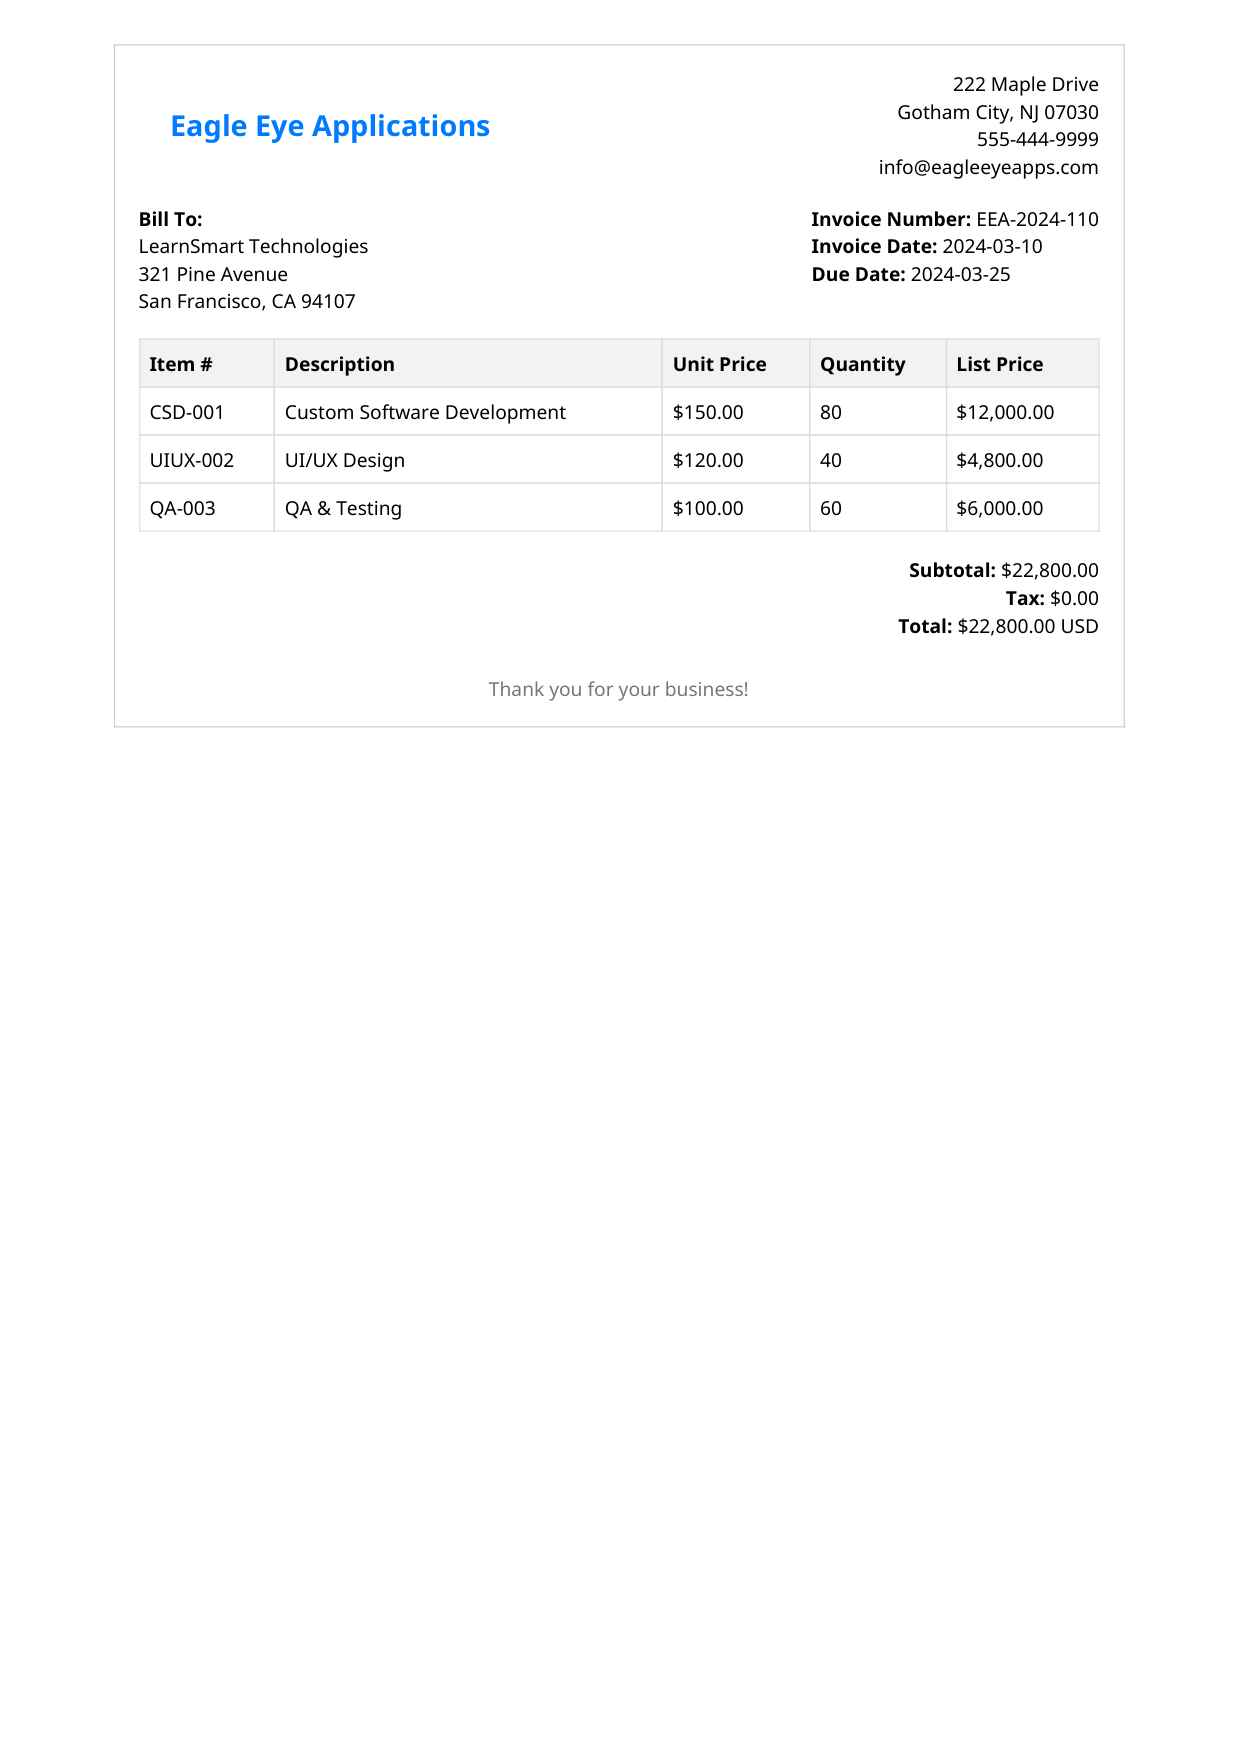 Eagle Eye Applications
222 Maple Drive
Gotham City, NJ 07030
555-444-9999
info@eagleeyeapps.com
Bill To:
LearnSmart Technologies
321 Pine Avenue
San Francisco, CA 94107
Invoice Number: EEA-2024-110
Invoice Date: 2024-03-10
Due Date: 2024-03-25
Item # Description Unit Price Quantity List Price
CSD-001 Custom Software Development $150.00 80 $12,000.00
UIUX-002 UI/UX Design $120.00 40 $4,800.00
QA-003 QA & Testing $100.00 60 $6,000.00
Subtotal: $22,800.00
Tax: $0.00
Total: $22,800.00 USD
Thank you for your business!